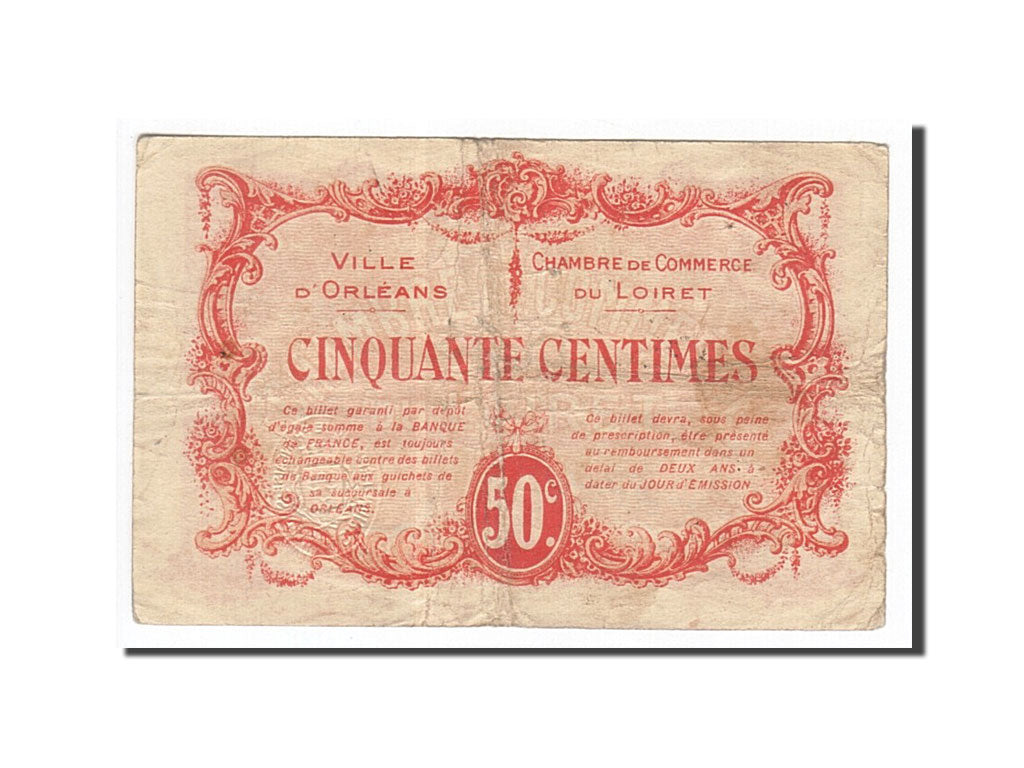 VILLE
D'ORLÉANS
CHAMBRE DE COMMERCE
DU LOIRET
CINQUANTE CENTIMES
Ce billet garanti par dépôt
d'égale somme à la BANQUE
de FRANCE, est toujours
échangeable contre des billets
de Banque aux guichets de
sa succursale à
ORLÉANS.
Ce billet devra, sous peine
de prescription, être présenté
au remboursement dans un
délai de DEUX ANS à
dater du JOUR d'ÉMISSION
50c.